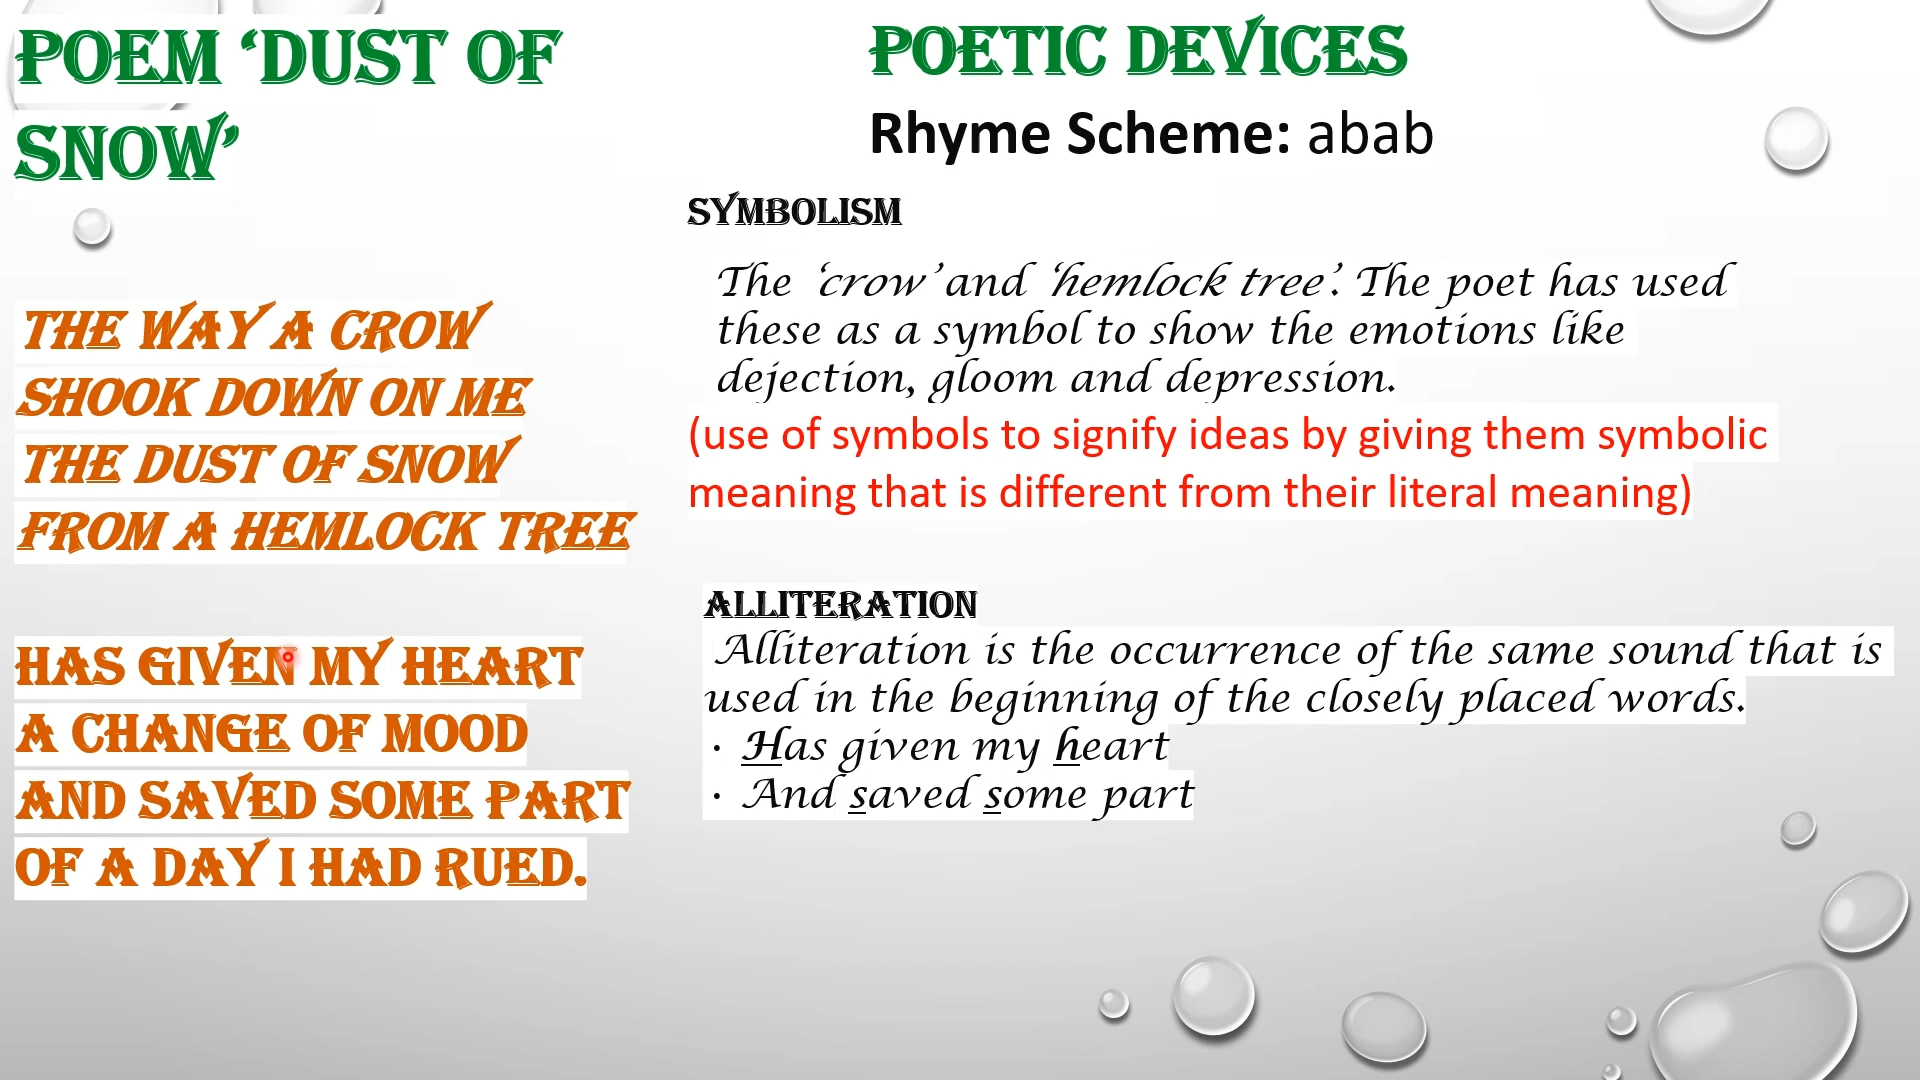 POEM ‘DUST OF
SNOW’
THE WAY A CROW
SHOOK DOWN ON ME
THE DUST OF SNOW
FROM A HEMLOCK TREE
HAS GIVEN MY HEART
A CHANGE OF MOOD
AND SAVED SOME PART
OF A DAY I HAD RUED.
POETIC DEVICES
Rhyme Scheme: abab
SYMBOLISM
The ‘crow’ and ‘hemlock tree’. The poet has used
these as a symbol to show the emotions like
dejection, gloom and depression.
(use of symbols to signify ideas by giving them symbolic
meaning that is different from their literal meaning)
ALLITERATION
Alliteration is the occurrence of the same sound that is
used in the beginning of the closely placed words.
• Has given my heart
• And saved some part